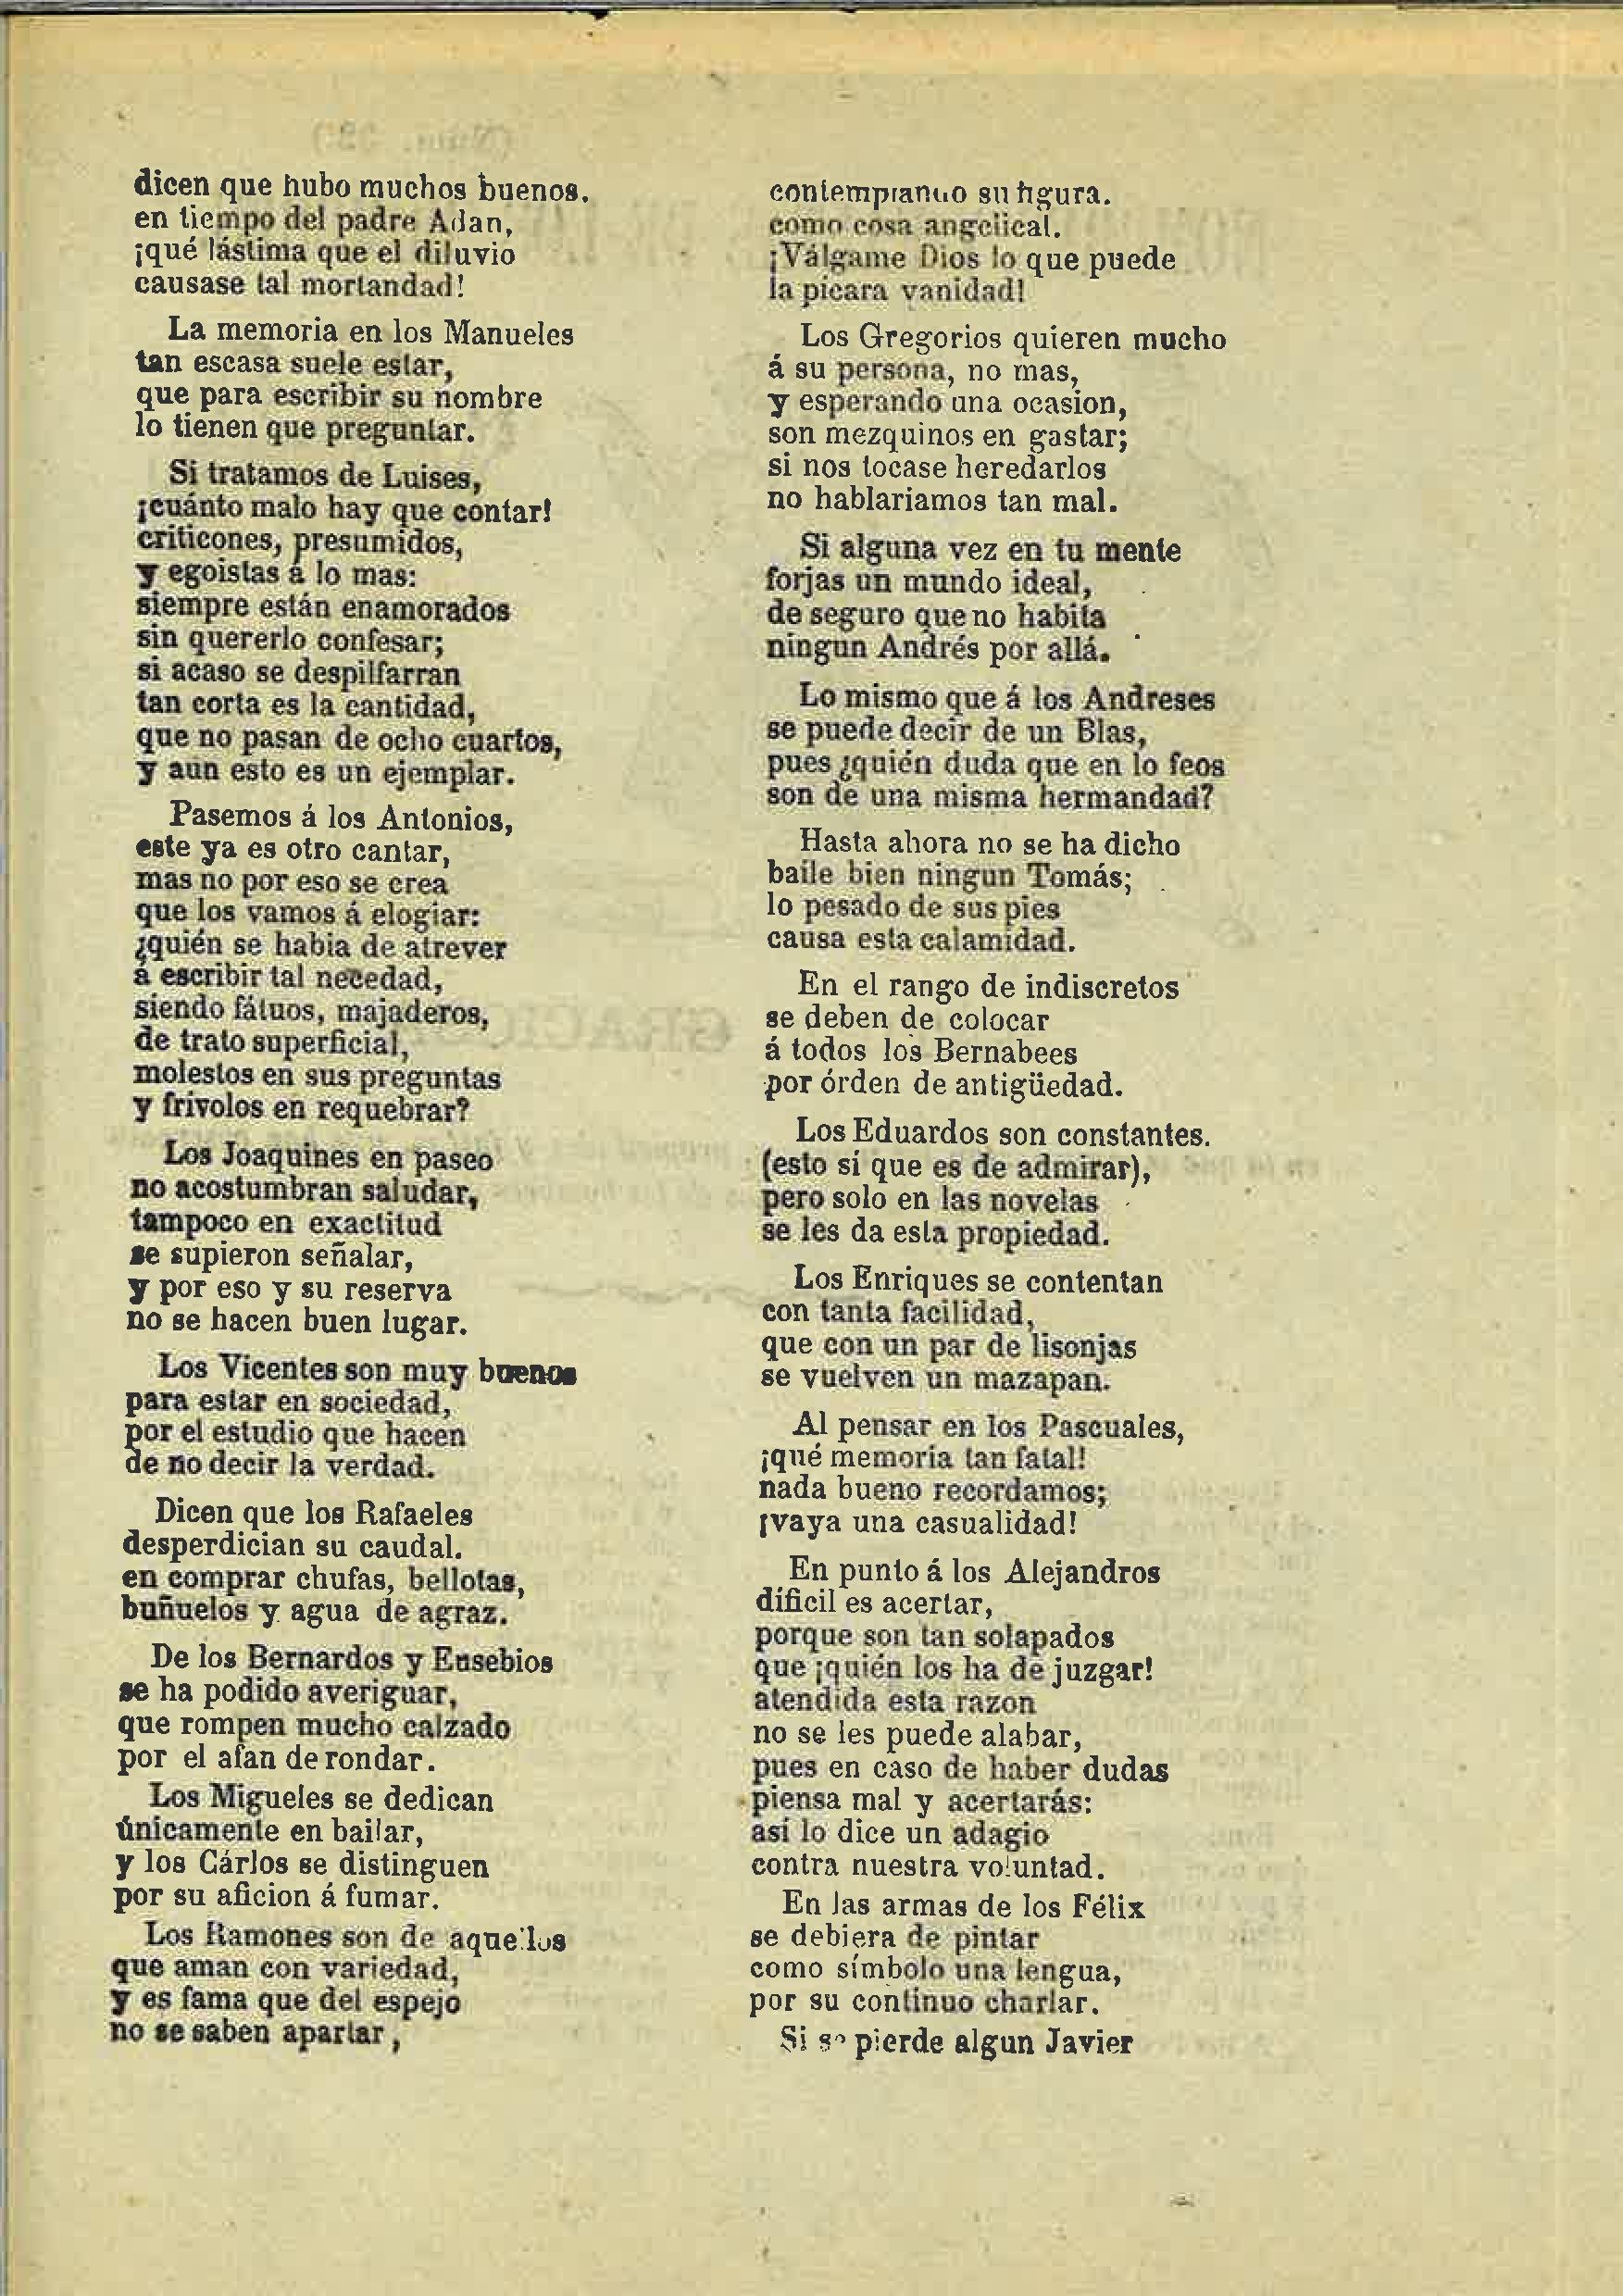 dicen que hubo muchos buenos.
en tiempo del padre Adan,
¡qué lástima que el diluvio
causase tal mortandad!
La memoria en los Manueles
tan escasa suele estar,
que para escribir su nombre
lo tienen que preguntar.
Si tratamos de Luises,
¡cuánto malo hay que contar!
criticones, presumidos,
y egoistas á lo mas:
siempre están enamorados
sin quererlo confesar;
si acaso se despilfarran
tan corta es la cantidad,
que no pasan de ocho cuartos,
y aun esto es un ejemplar.
Pasemos á los Antonios,
este ya es otro cantar,
mas no por eso se crea
que los vamos á elogiar:
¿quién se habia de atrever
á escribir tal necedad,
siendo fátuos, majaderos,
de trato superficial,
molestos en sus preguntas
y frivolos en requebrar?
Los Joaquines en paseo
no acostumbran saludar,
tampoco en exactitud
se supieron señalar,
y por eso y su reserva
no se hacen buen lugar.
Los Vicentes son muy buenos
para estar en sociedad,
por el estudio que hacen
de no decir la verdad.
Dicen que los Rafaeles
desperdician su caudal.
en comprar chufas, bellotas,
buñuelos y agua de agraz.
De los Bernardos y Eusebios
se ha podido averiguar,
que rompen mucho calzado
por el afan de rondar.
Los Migueles se dedican
únicamente en bailar,
y los Cárlos se distinguen
por su aficion á fumar.
Los Ramones son de aquellos
que aman con variedad,
y es fama que del espejo
no se saben apartar,
contemplando su figura.
como cosa angelical.
¡Válgame Dios lo que puede
la picara vanidad!
Los Gregorios quieren mucho
á su persona, no mas,
y esperando una ocasion,
son mezquinos en gastar;
si nos tocase heredarlos
no hablariamos tan mal.
Si alguna vez en tu mente
forjas un mundo ideal,
de seguro que no habita
ningun Andrés por allá.
Lo mismo que á los Andreses
se puede decir de un Blas,
pues ¿quién duda que en lo feos
son de una misma hermandad?
Hasta ahora no se ha dicho
baile bien ningun Tomás;
lo pesado de sus pies
causa esta calamidad.
En el rango de indiscretos
se deben de colocar
á todos los Bernabees
por órden de antigüedad.
Los Eduardos son constantes.
(esto sí que es de admirar),
pero solo en las novelas
se les da esta propiedad.
Los Enriques se contentan
con tanta facilidad,
que con un par de lisonjas
se vuelven un mazapan.
Al pensar en los Pascuales,
¡qué memoria tan fatal!
nada bueno recordamos;
¡vaya una casualidad!
En punto á los Alejandros
díficil es acertar,
porque son tan solapados
que ¡quién los ha de juzgar!
atendida esta razon
no se les puede alabar,
pues en caso de haber dudas
piensa mal y acertarás:
asi lo dice un adagio
contra nuestra voluntad.
En las armas de los Félix
se debiera de pintar
como símbolo una lengua,
por su continuo charlar.
Si se pierde algun Javier